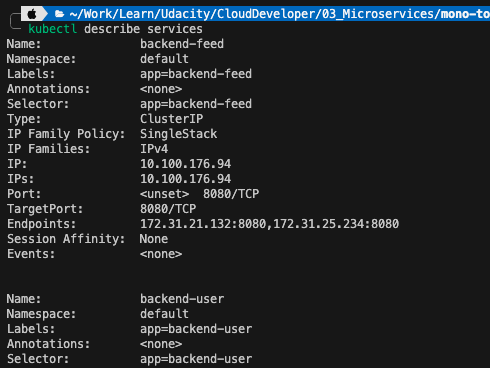 ~/Work/Learn/Udacity/CloudDeveloper/03_Microservices/mono-to
kubectl describe services
Name: backend-feed
Namespace: default
Labels: app=backend-feed
Annotations: <none>
Selector: app=backend-feed
Type: ClusterIP
IP Family Policy: SingleStack
IP Families: IPv4
IP: 10.100.176.94
IPs: 10.100.176.94
Port: <unset> 8080/TCP
TargetPort: 8080/TCP
Endpoints: 172.31.21.132:8080,172.31.25.234:8080
Session Affinity: None
Events: <none>
Name: backend-user
Namespace: default
Labels: app=backend-user
Annotations: <none>
Selector: app=backend-user